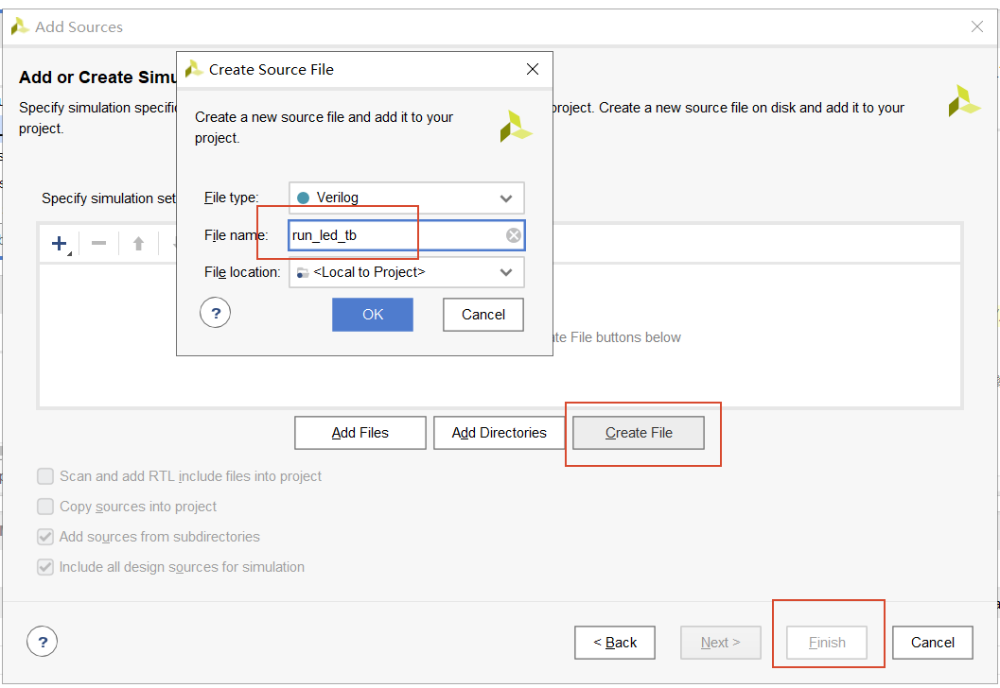 Add Sources
Add or Create Simu
Specify simulation specifi
project. Create a new source file on disk and add it to your
project.
Specify simulation set
Create Source File
Create a new source file and add it to your
project.
File type: Verilog
File name: run_led_tb
File location: <Local to Project>
?
OK
Cancel
File buttons below
Add Files
Add Directories
Create File
Scan and add RTL include files into project
Copy sources into project
Add sources from subdirectories
Include all design sources for simulation
?
< Back
Next >
Finish
Cancel